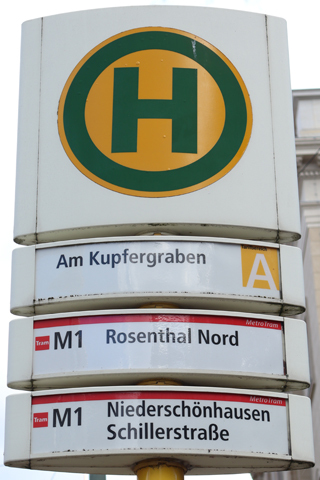 H
Am Kupfergraben
A
MetroTram
Tram M1 Rosenthal Nord
MetroTram
Tram M1 Niederschönhausen
Schillerstraße